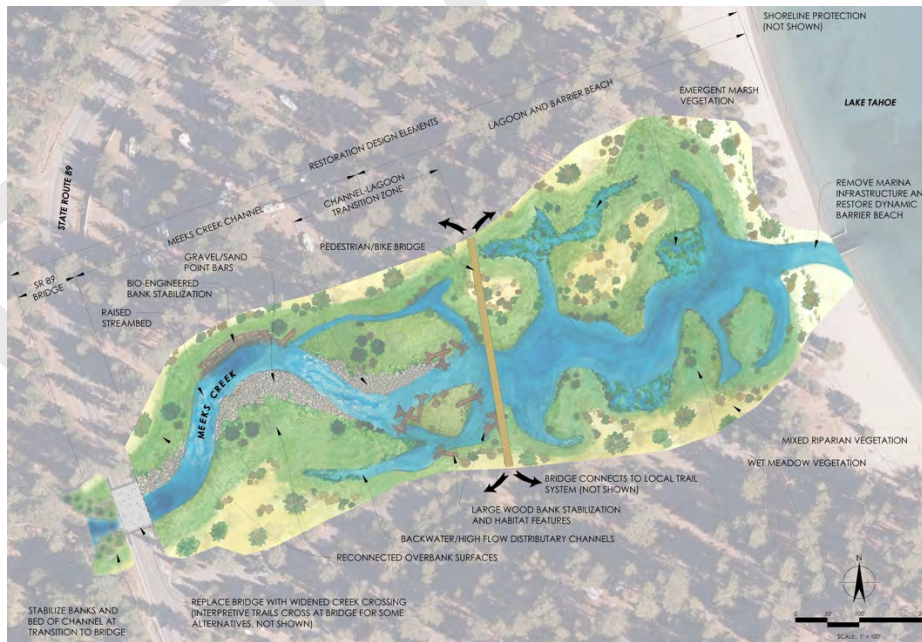 SHORELINE PROTECTION
(NOT SHOWN)
LAKE TAHOE
EMERGENT MARSH
VEGETATION
LAGOON AND BARRIER BEACH
RESTORATION DESIGN ELEMENTS
CHANNEL-LAGOON
TRANSITION ZONE
MEEKS CREEK CHANNEL
STATE ROUTE 89
SR 89
BRIDGE
REMOVE MARINA
INFRASTRUCTURE AN
RESTORE DYNAMIC
BARRIER BEACH
PEDESTRIAN/BIKE BRIDGE
GRAVEL/SAND
POINT BARS
BIO-ENGINEERED
BANK STABILIZATION
RAISED
STREAMBED
MEEKS CREEK
MIXED RIPARIAN VEGETATION
WET MEADOW VEGETATION
BRIDGE CONNECTS TO LOCAL TRAIL
SYSTEM (NOT SHOWN)
LARGE WOOD BANK STABILIZATION
AND HABITAT FEATURES
BACKWATER/HIGH FLOW DISTRIBUTARY CHANNELS
RECONNECTED OVERBANK SURFACES
STABILIZE BANKS AND
BED OF CHANNEL AT
TRANSITION TO BRIDGE
REPLACE BRIDGE WITH WIDENED CREEK CROSSING
(INTERPRETIVE TRAILS CROSS AT BRIDGE FOR SOME
ALTERNATIVES, NOT SHOWN)
N
SCALE: 1" = 100'